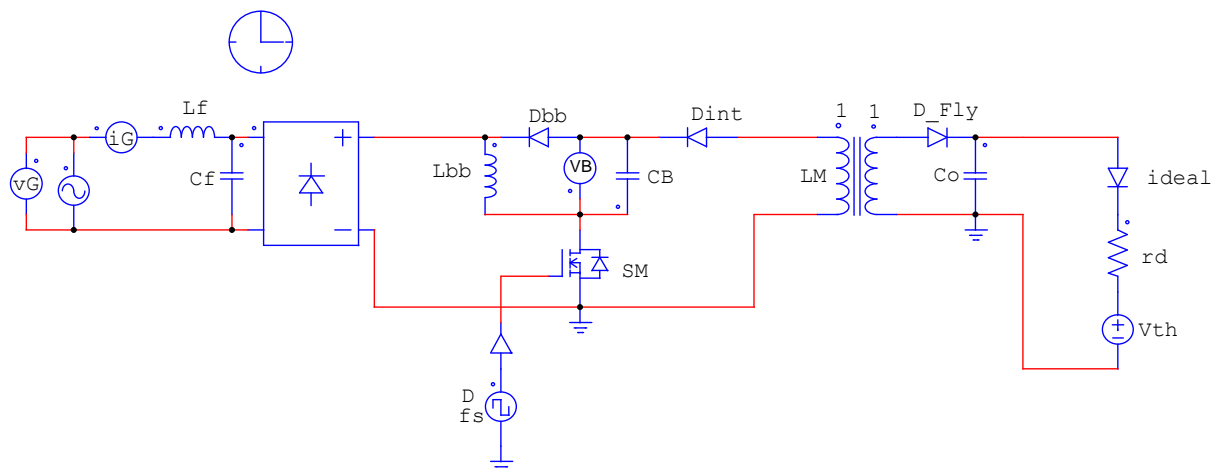 Lf
iG
vG
Cf
+
−
Dbb
Lbb
VB
CB
Dint
SM
D
fs
1
1
LM
D_Fly
Co
ideal
rd
+
−
Vth